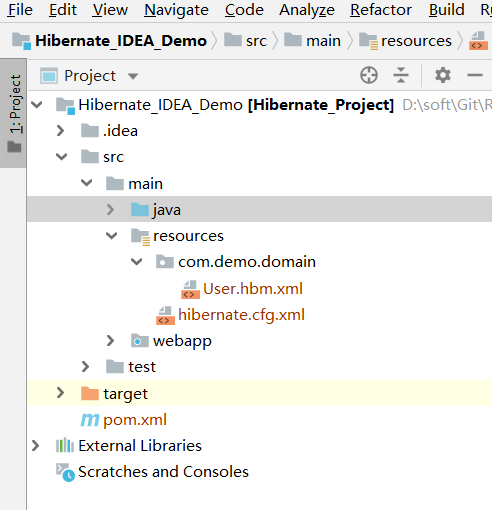 File Edit View Navigate Code Analyze Refactor Build
Hibernate_IDEA_Demo src main resources
Project
1: Project
Hibernate_IDEA_Demo [Hibernate_Project] D:\soft\Git\R
.idea
src
main
java
resources
com.demo.domain
User.hbm.xml
hibernate.cfg.xml
webapp
test
target
pom.xml
External Libraries
Scratches and Consoles